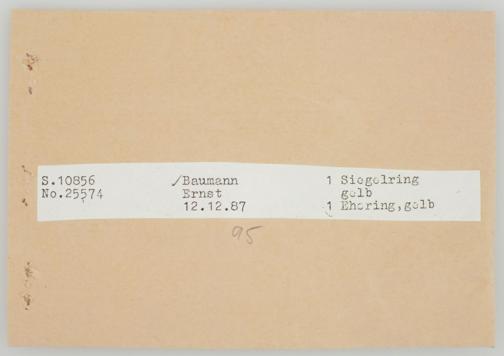 S.10856 /Baumann 1 Siegelring
No.25574 Ernst gelb
12.12.87 1 Ehering,gelb
95